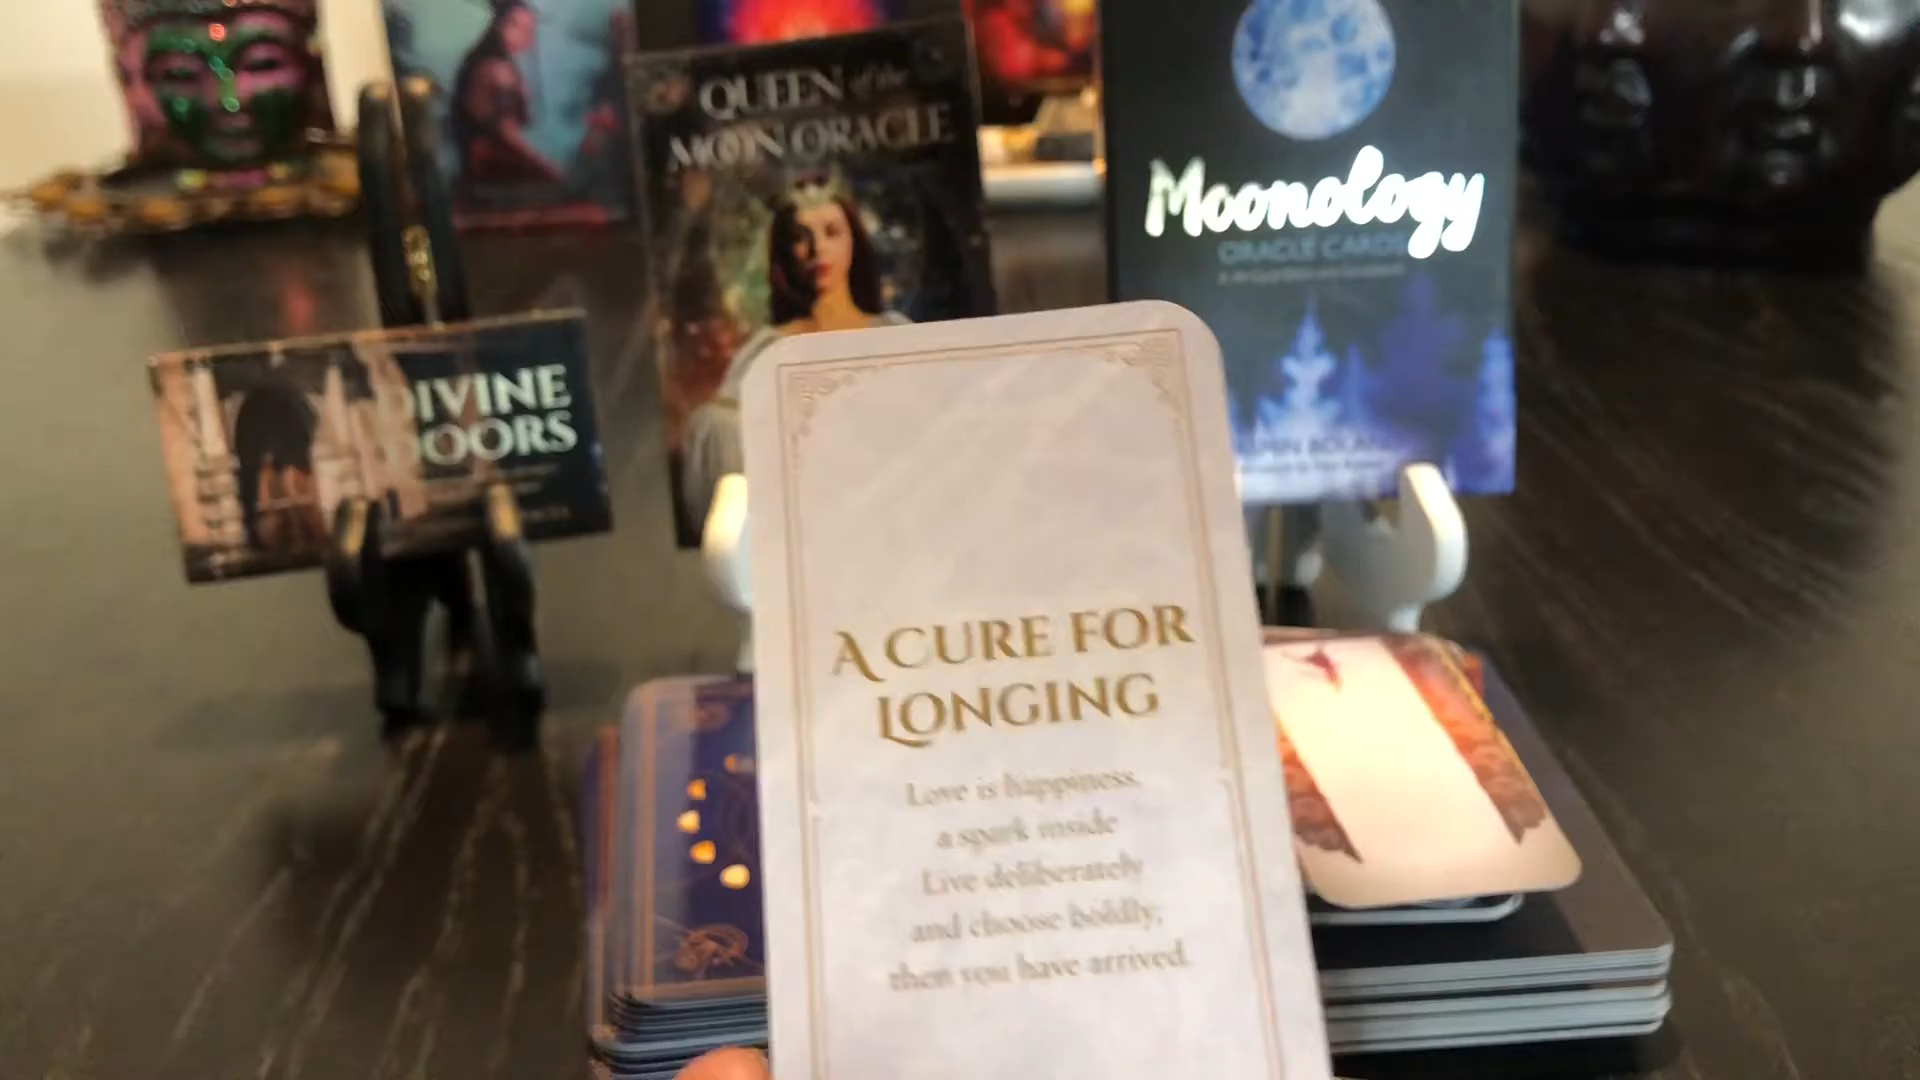 QUEEN of the
MOON ORACLE
Moonology
ORACLE CARDS
DIVINE
DOORS
A CURE FOR
LONGING
Love is happiness,
a spark inside
Live deliberately
and choose boldly;
then you have arrived.